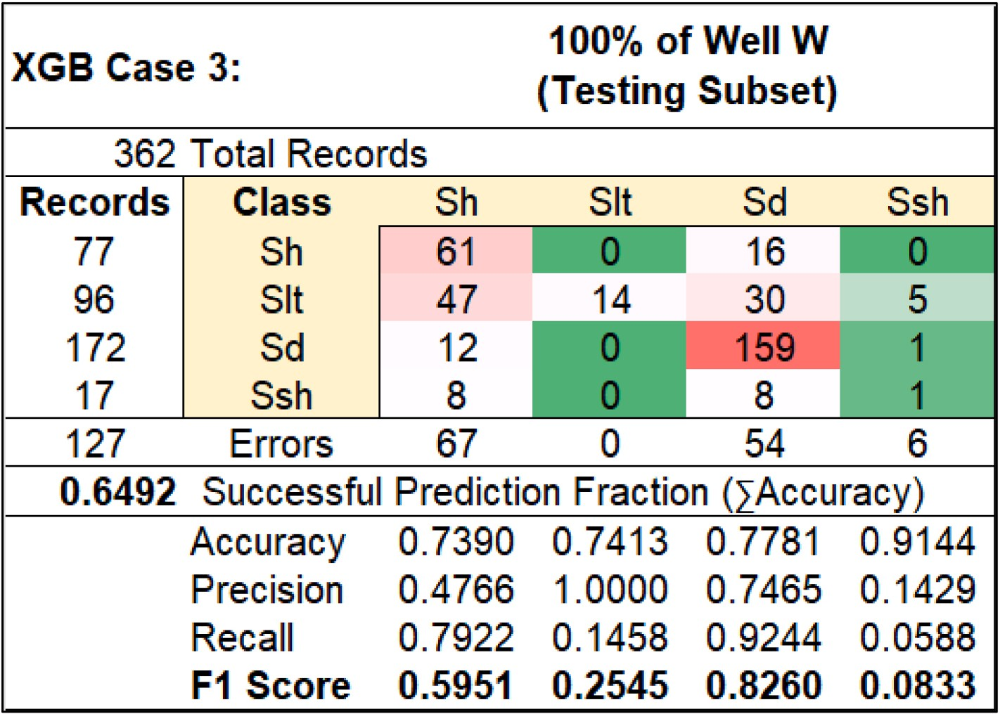 100% of Well W
XGB Case 3:
(Testing Subset)
362 Total Records
Records Class Sh Slt Sd Ssh
77 Sh 61 0 16 0
96 Slt 47 14 30 5
172 Sd 12 0 159 1
17 Ssh 8 0 8 1
127 Errors 67 0 54 6
0.6492 Successful Prediction Fraction (∑Accuracy)
Accuracy 0.7390 0.7413 0.7781 0.9144
Precision 0.4766 1.0000 0.7465 0.1429
Recall 0.7922 0.1458 0.9244 0.0588
F1 Score 0.5951 0.2545 0.8260 0.0833